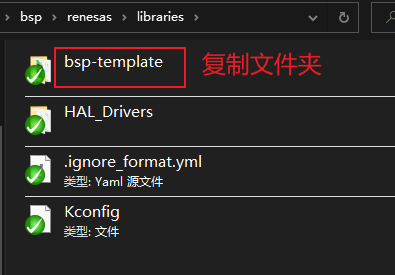 bsp › renesas › libraries ›
bsp-template
复制文件夹
HAL_Drivers
.ignore_format.yml
类型: Yaml 源文件
Kconfig
类型: 文件